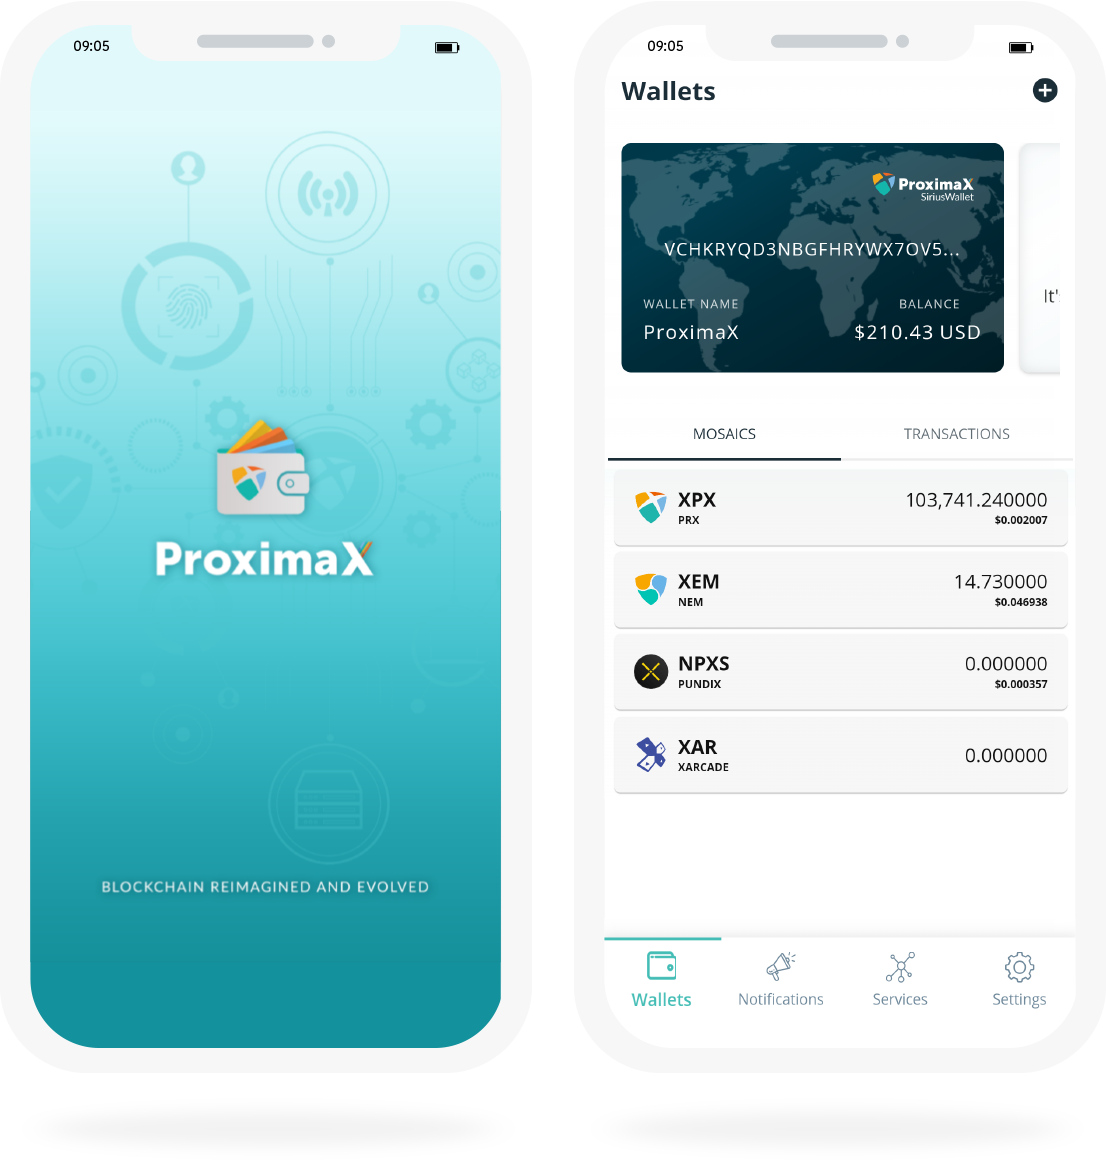 09:05
ProximaX
BLOCKCHAIN REIMAGINED AND EVOLVED
09:05
Wallets
ProximaX
SiriusWallet
VCHKRYQD3NBGFHRYWX7OV5...
WALLET NAME BALANCE
ProximaX $210.43 USD
It's
MOSAICS TRANSACTIONS
XPX 103,741.240000
PRX $0.002007
XEM 14.730000
NEM $0.046938
NPXS 0.000000
PUNDIX $0.000357
XAR 0.000000
XARCADE
Wallets Notifications Services Settings